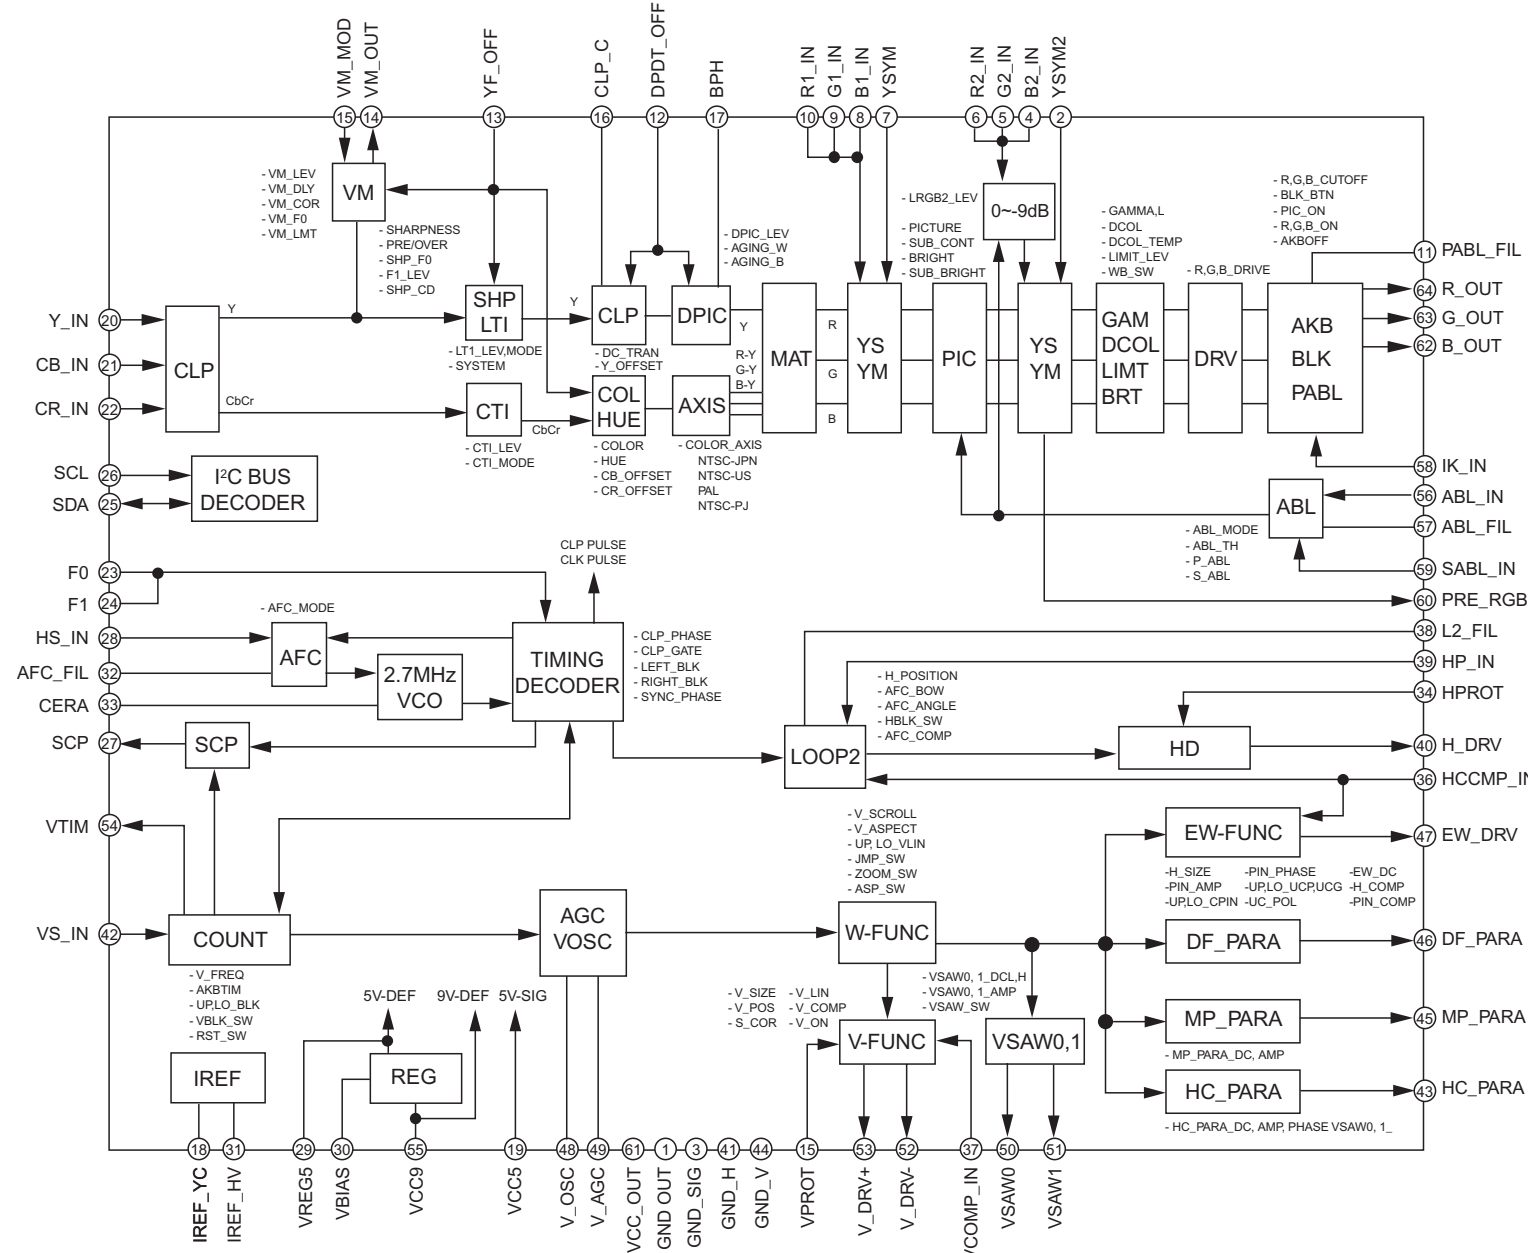 VM_MOD
VM_OUT
YF_OFF
CLP_C
DPDT_OFF
BPH
R1_IN
G1_IN
B1_IN
YSYM
R2_IN
G2_IN
B2_IN
YSYM2
15
14
13
16
12
17
10
9
8
7
6
5
4
2
- VM_LEV
- VM_DLY
- VM_COR
- VM_F0
- VM_LMT
VM
- SHARPNESS
- PRE/OVER
- SHP_F0
- F1_LEV
- SHP_CD
- DPIC_LEV
- AGING_W
- AGING_B
- LRGB2_LEV
0~-9dB
- PICTURE
- SUB_CONT
- BRIGHT
- SUB_BRIGHT
- GAMMA,L
- DCOL
- DCOL_TEMP
- LIMIT_LEV
- WB_SW
- R,G,B_DRIVE
- R,G,B_CUTOFF
- BLK_BTN
- PIC_ON
- R,G,B_ON
- AKBOFF
11 PABL_FIL
64 R_OUT
63 G_OUT
62 B_OUT
Y_IN 20
CB_IN 21
CR_IN 22
CLP
Y
CbCr
SHP
LTI
- LT1_LEV,MODE
- SYSTEM
CTI
- CTI_LEV
- CTI_MODE
Y
CbCr
CLP
- DC_TRAN
- Y_OFFSET
COL
HUE
- COLOR
- HUE
- CB_OFFSET
- CR_OFFSET
DPIC
AXIS
- COLOR_AXIS
NTSC-JPN
NTSC-US
PAL
NTSC-PJ
Y
R-Y
G-Y
B-Y
MAT
R
G
B
YS
YM
PIC
YS
YM
GAM
DCOL
LIMT
BRT
DRV
AKB
BLK
PABL
SCL 26
SDA 25
I²C BUS
DECODER
58 IK_IN
56 ABL_IN
57 ABL_FIL
59 SABL_IN
60 PRE_RGB
ABL
- ABL_MODE
- ABL_TH
- P_ABL
- S_ABL
CLP PULSE
CLK PULSE
F0 23
F1 24
HS_IN 28
AFC_FIL 32
CERA 33
SCP 27
- AFC_MODE
AFC
2.7MHz
VCO
TIMING
DECODER
- CLP_PHASE
- CLP_GATE
- LEFT_BLK
- RIGHT_BLK
- SYNC_PHASE
SCP
38 L2_FIL
39 HP_IN
34 HPROT
40 H_DRV
36 HCCMP_IN
- H_POSITION
- AFC_BOW
- AFC_ANGLE
- HBLK_SW
- AFC_COMP
LOOP2
HD
VTIM 54
VS_IN 42
COUNT
- V_FREQ
- AKBTIM
- UP,LO_BLK
- VBLK_SW
- RST_SW
AGC
VOSC
- V_SCROLL
- V_ASPECT
- UP, LO_VLIN
- JMP_SW
- ZOOM_SW
- ASP_SW
W-FUNC
EW-FUNC
47 EW_DRV
-H_SIZE -PIN_PHASE -EW_DC
-PIN_AMP -UP,LO_UCP,UCG -H_COMP
-UP,LO_CPIN -UC_POL -PIN_COMP
DF_PARA
46 DF_PARA
MP_PARA
45 MP_PARA
- MP_PARA_DC, AMP
HC_PARA
43 HC_PARA
- HC_PARA_DC, AMP, PHASE VSAW0, 1_
- V_SIZE - V_LIN
- V_POS - V_COMP
- S_COR - V_ON
- VSAW0, 1_DCL,H
- VSAW0, 1_AMP
- VSAW_SW
V-FUNC
VSAW0,1
IREF
5V-DEF
9V-DEF
5V-SIG
REG
18
31
29
30
55
19
48
49
61
1
3
41
44
15
53
52
37
50
51
IREF_YC
IREF_HV
VREG5
VBIAS
VCC9
VCC5
V_OSC
V_AGC
VCC_OUT
GND OUT
GND_SIG
GND_H
GND_V
VPROT
V_DRV+
V_DRV-
VCOMP_IN
VSAW0
VSAW1